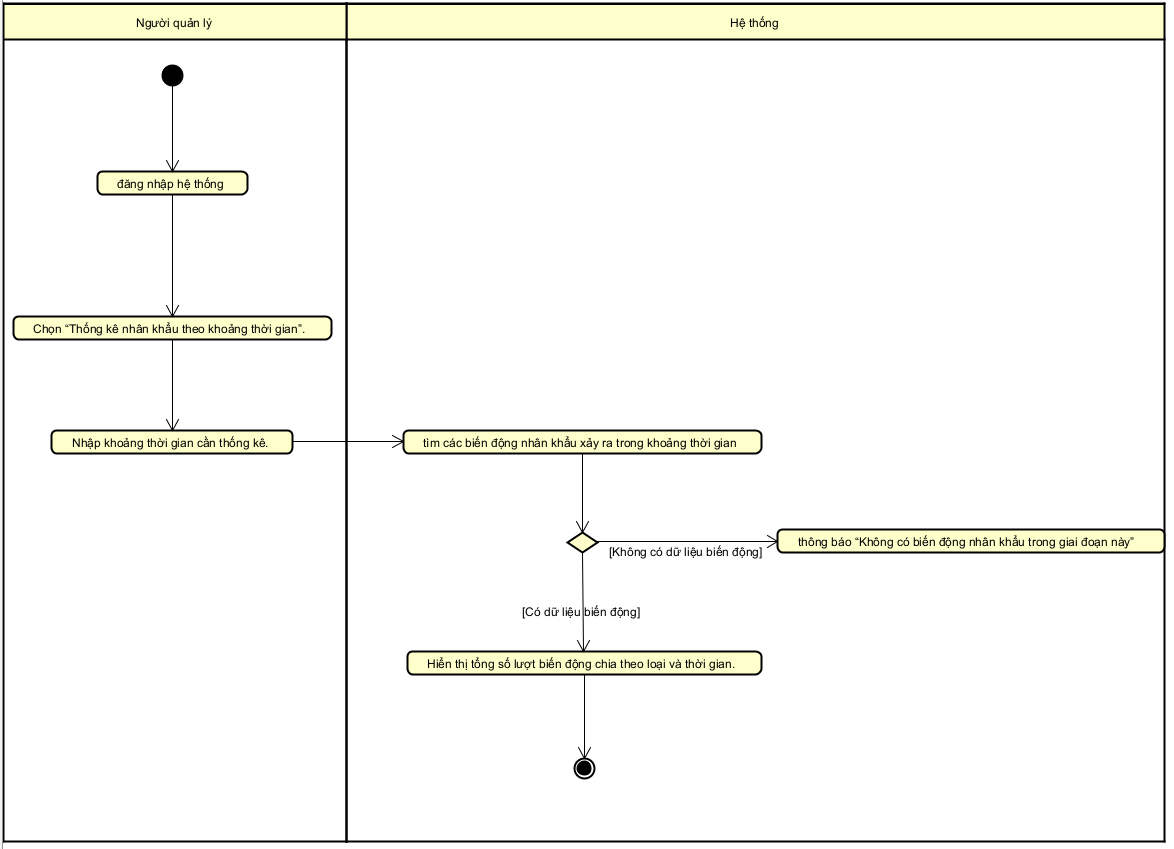 Người quản lý
Hệ thống
đăng nhập hệ thống
Chọn “Thống kê nhân khẩu theo khoảng thời gian”.
Nhập khoảng thời gian cần thống kê.
tìm các biến động nhân khẩu xảy ra trong khoảng thời gian
[Không có dữ liệu biến động]
thông báo “Không có biến động nhân khẩu trong giai đoạn này”
[Có dữ liệu biến động]
Hiển thị tổng số lượt biến động chia theo loại và thời gian.